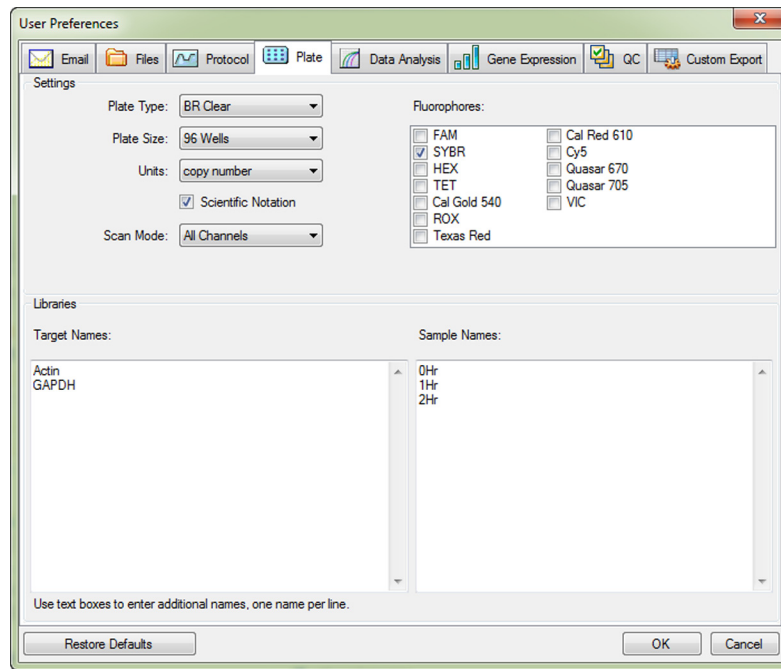 User Preferences
Email Files Protocol Plate Data Analysis Gene Expression QC Custom Export
Settings
Plate Type: BR Clear
Plate Size: 96 Wells
Units: copy number
Scientific Notation
Scan Mode: All Channels
Fluorophores:
FAM
SYBR
HEX
TET
Cal Gold 540
ROX
Texas Red
Cal Red 610
Cy5
Quasar 670
Quasar 705
VIC
Libraries
Target Names:
Actin
GAPDH
Sample Names:
0Hr
1Hr
2Hr
Use text boxes to enter additional names, one name per line.
Restore Defaults OK Cancel